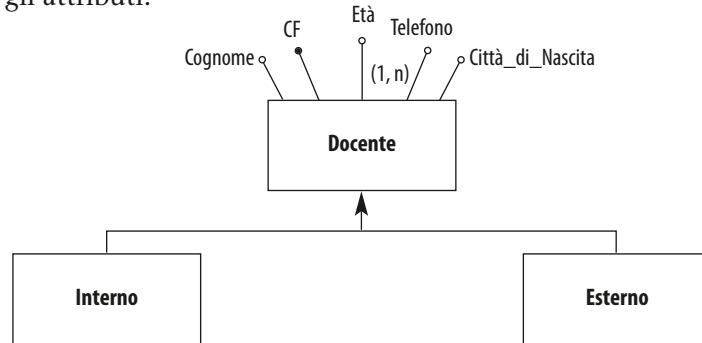 gli attributi.
Età
CF
Telefono
Cognome
Città_di_Nascita
(1, n)
Docente
Interno
Esterno